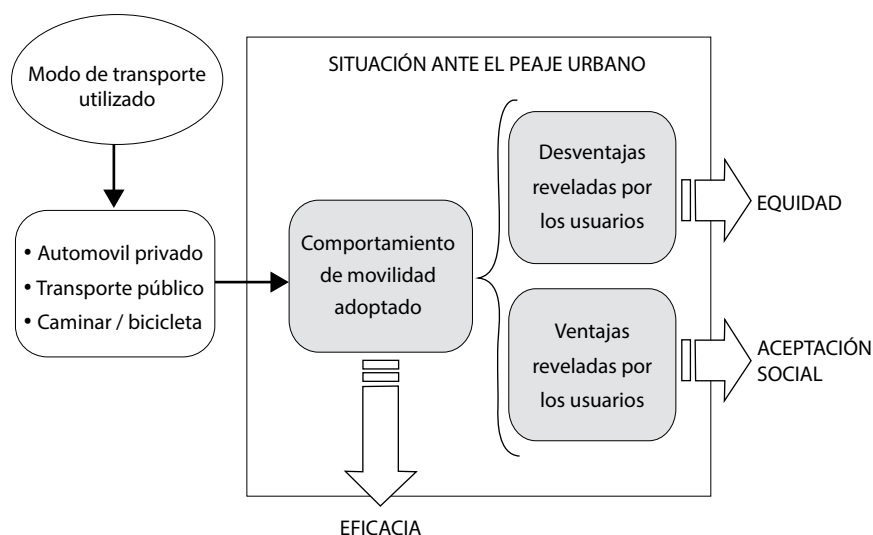 Modo de transporte
utilizado
• Automovil privado
• Transporte público
• Caminar / bicicleta
SITUACIÓN ANTE EL PEAJE URBANO
Comportamiento
de movilidad
adoptado
Desventajas
reveladas por
los usuarios
Ventajas
reveladas por
los usuarios
EQUIDAD
ACEPTACIÓN
SOCIAL
EFICACIA